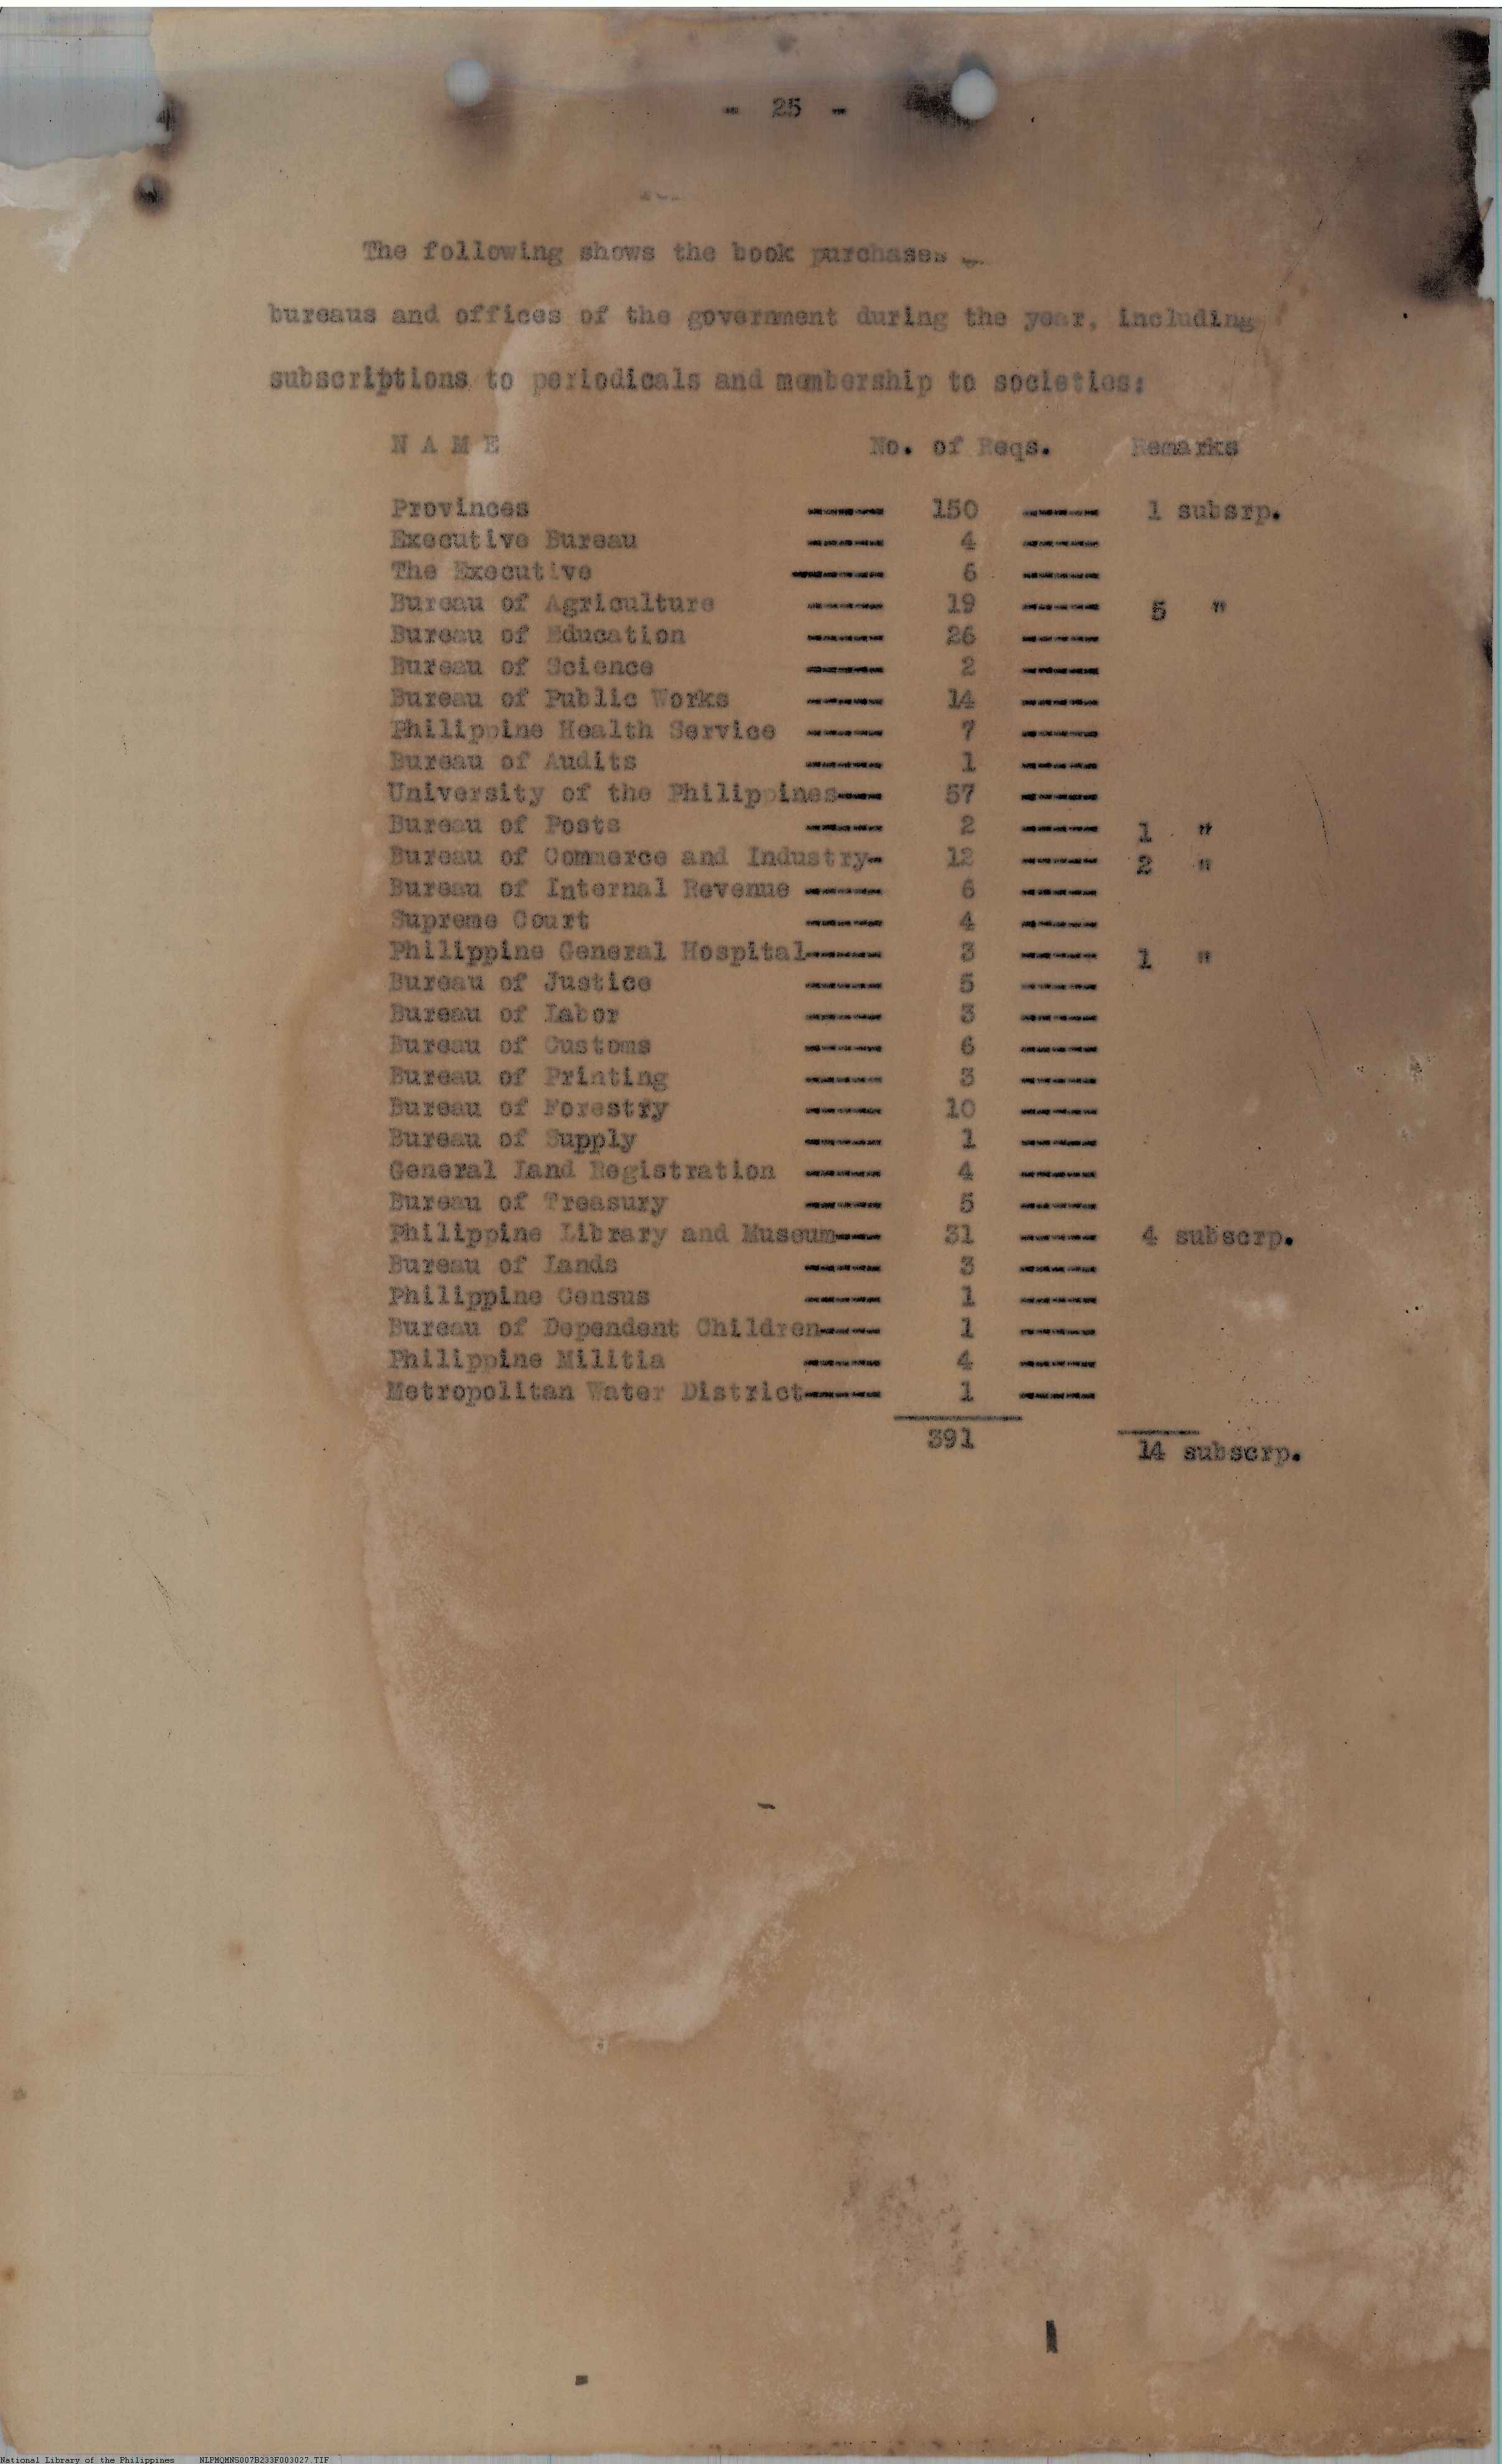 - 25 -
The following shows the book purchases
bureaus and offices of the government during the year, including
subscriptions to periodicals and membership to societies:
N A M E No. of Reqs. Remarks
Provinces ----- 150 ----- 1 subsrp.
Executive Bureau ----- 4 -----
The Executive ------ 6 -----
Bureau of Agriculture ----- 19 ----- 5 "
Bureau of Education ----- 26 -----
Bureau of Science ----- 2 -----
Bureau of Public Works ----- 14 -----
Philippine Health Service ----- 7 -----
Bureau of Audits ----- 1 -----
University of the Philippines--- 57 -----
Bureau of Posts ----- 2 ----- 1 "
Bureau of Commerce and Industry- 12 ----- 2 "
Bureau of Internal Revenue ----- 6 -----
Supreme Court ----- 4 -----
Philippine General Hospital----- 3 ----- 1 "
Bureau of Justice ----- 5 -----
Bureau of Labor ----- 3 -----
Bureau of Customs ----- 6 -----
Bureau of Printing ----- 3 -----
Bureau of Forestry ----- 10 -----
Bureau of Supply ----- 1 -----
General Land Registration ----- 4 -----
Bureau of Treasury ----- 5 -----
Philippine Library and Museum--- 31 ----- 4 subscrp.
Bureau of Lands ----- 3 -----
Philippine Census ----- 1 -----
Bureau of Dependent Children---- 1 -----
Philippine Militia ----- 4 -----
Metropolitan Water District----- 1 -----
391 14 subscrp.
National Library of the Philippines NLPMQMNS007B233F003027.TIF